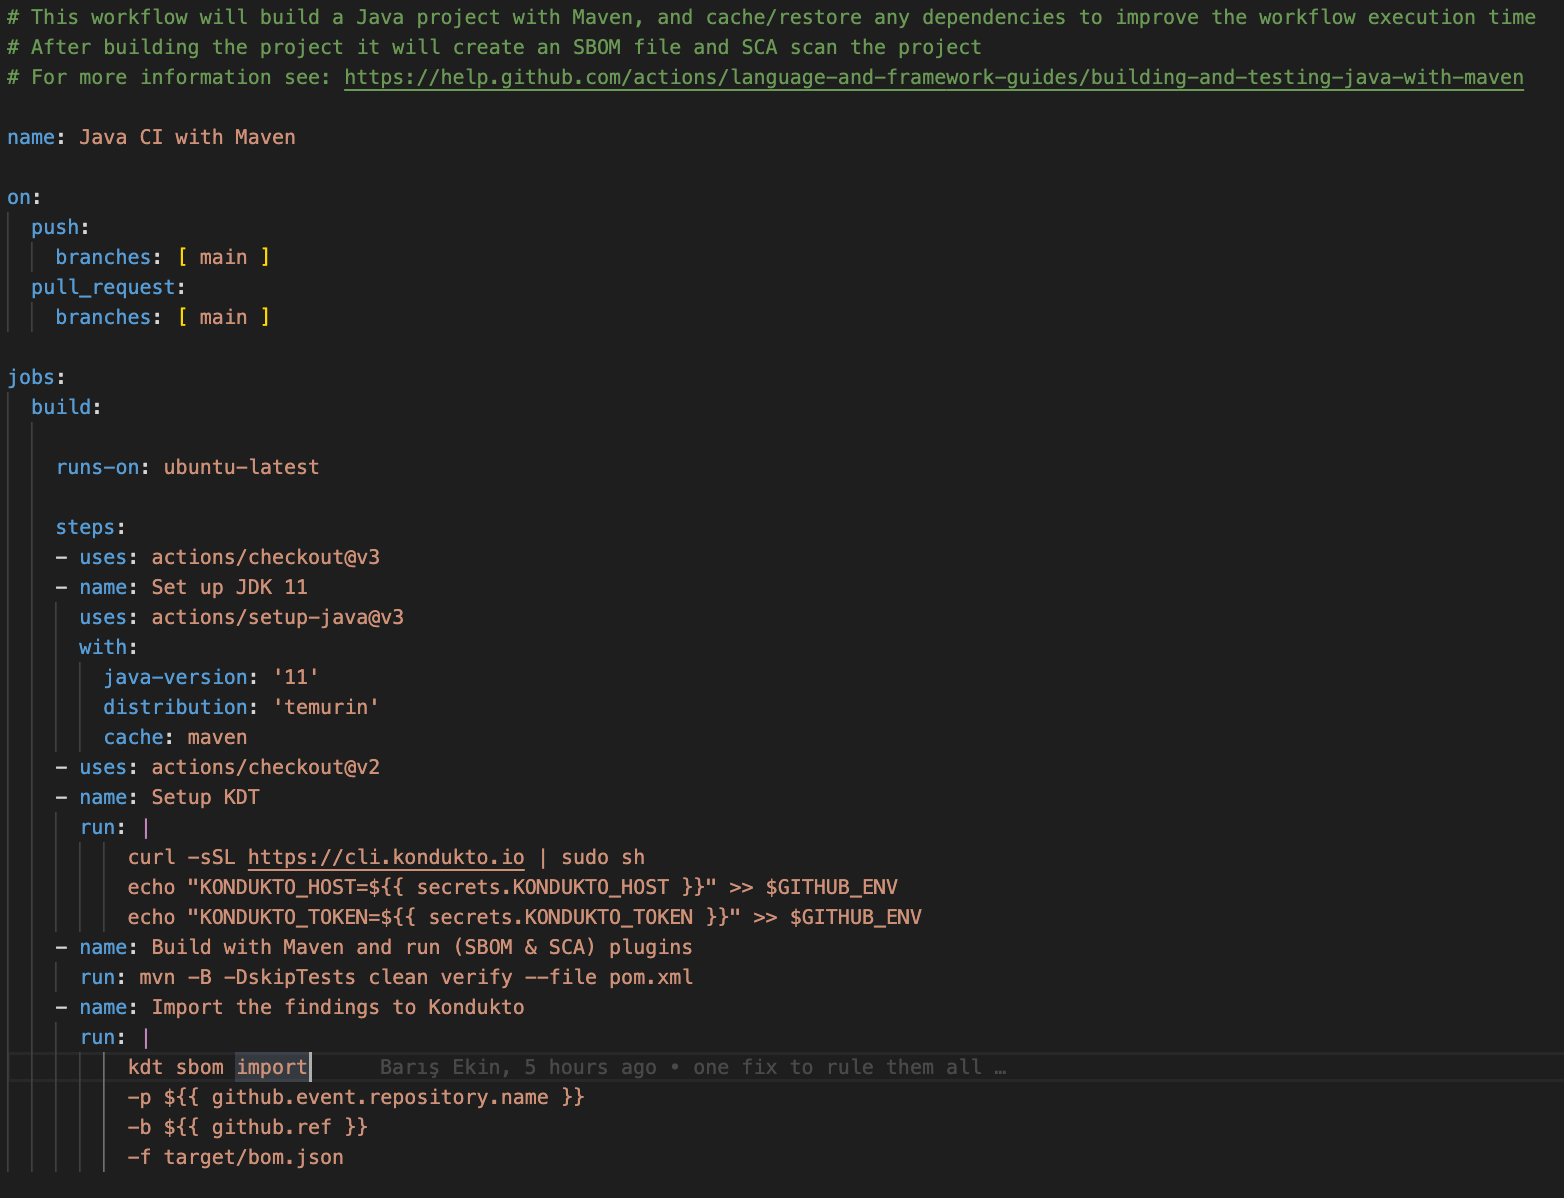 # This workflow will build a Java project with Maven, and cache/restore any dependencies to improve the workflow execution time
# After building the project it will create an SBOM file and SCA scan the project
# For more information see: https://help.github.com/actions/language-and-framework-guides/building-and-testing-java-with-maven
name: Java CI with Maven
on:
  push:
    branches: [ main ]
  pull_request:
    branches: [ main ]
jobs:
  build:
    runs-on: ubuntu-latest
    steps:
    - uses: actions/checkout@v3
    - name: Set up JDK 11
      uses: actions/setup-java@v3
      with:
        java-version: '11'
        distribution: 'temurin'
        cache: maven
    - uses: actions/checkout@v2
    - name: Setup KDT
      run: |
          curl -sSL https://cli.kondukto.io | sudo sh
          echo "KONDUKTO_HOST=${{ secrets.KONDUKTO_HOST }}" >> $GITHUB_ENV
          echo "KONDUKTO_TOKEN=${{ secrets.KONDUKTO_TOKEN }}" >> $GITHUB_ENV
    - name: Build with Maven and run (SBOM & SCA) plugins
      run: mvn -B -DskipTests clean verify --file pom.xml
    - name: Import the findings to Kondukto
      run: |
          kdt sbom import Barış Ekin, 5 hours ago • one fix to rule them all …
          -p ${{ github.event.repository.name }}
          -b ${{ github.ref }}
          -f target/bom.json